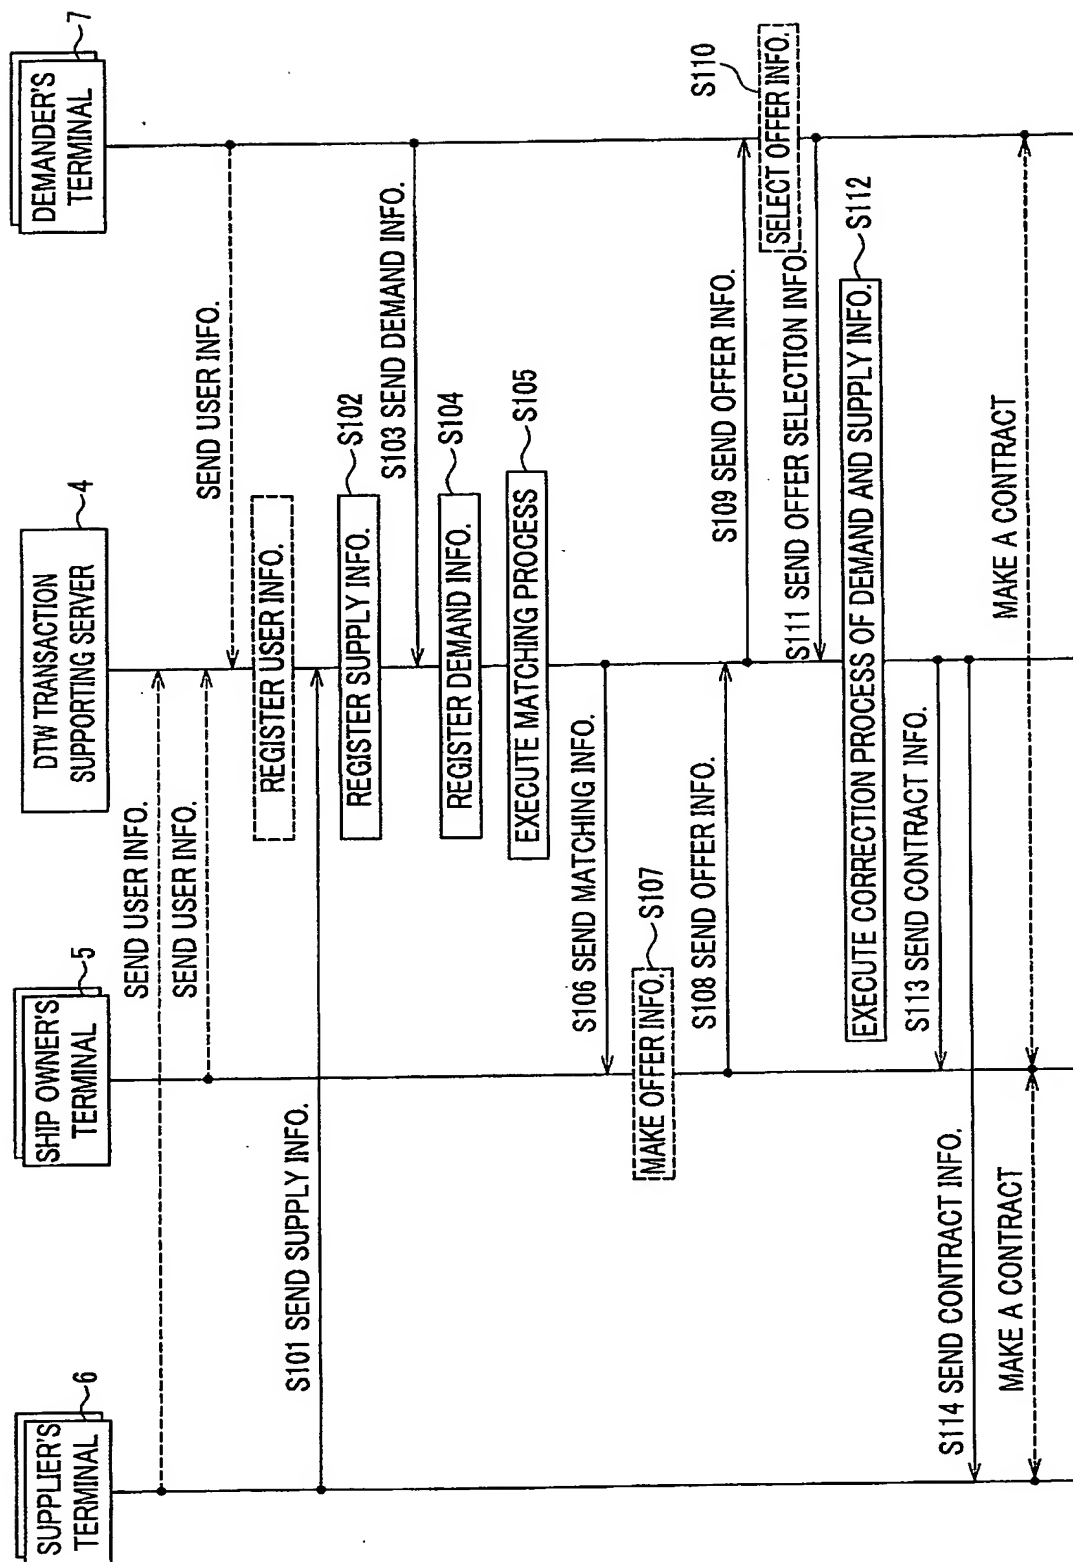 SUPPLIER'S
TERMINAL
6
SHIP OWNER'S
TERMINAL
5
DTW TRANSACTION
SUPPORTING SERVER
4
DEMANDER'S
TERMINAL
7
SEND USER INFO.
SEND USER INFO.
SEND USER INFO.
REGISTER USER INFO.
S101 SEND SUPPLY INFO.
REGISTER SUPPLY INFO.
S102
S103 SEND DEMAND INFO.
REGISTER DEMAND INFO.
S104
EXECUTE MATCHING PROCESS
S105
S106 SEND MATCHING INFO.
MAKE OFFER INFO.
S107
S108 SEND OFFER INFO.
S109 SEND OFFER INFO.
SELECT OFFER INFO.
S110
S111 SEND OFFER SELECTION INFO.
EXECUTE CORRECTION PROCESS OF DEMAND AND SUPPLY INFO.
S112
S113 SEND CONTRACT INFO.
S114 SEND CONTRACT INFO.
MAKE A CONTRACT
MAKE A CONTRACT